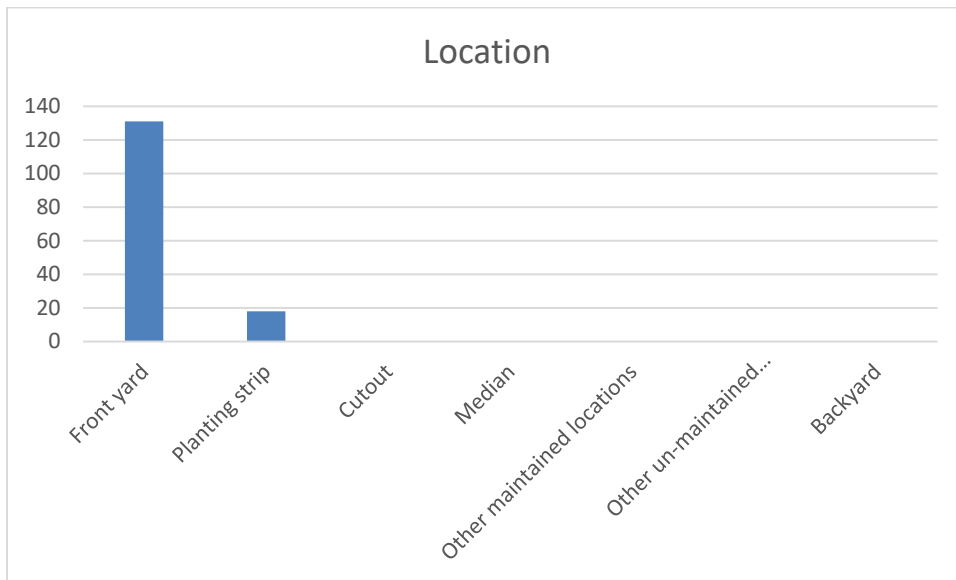 Location
140
120
100
80
60
40
20
0
Front yard
Planting strip
Cutout
Median
Other maintained locations
Other un-maintained...
Backyard